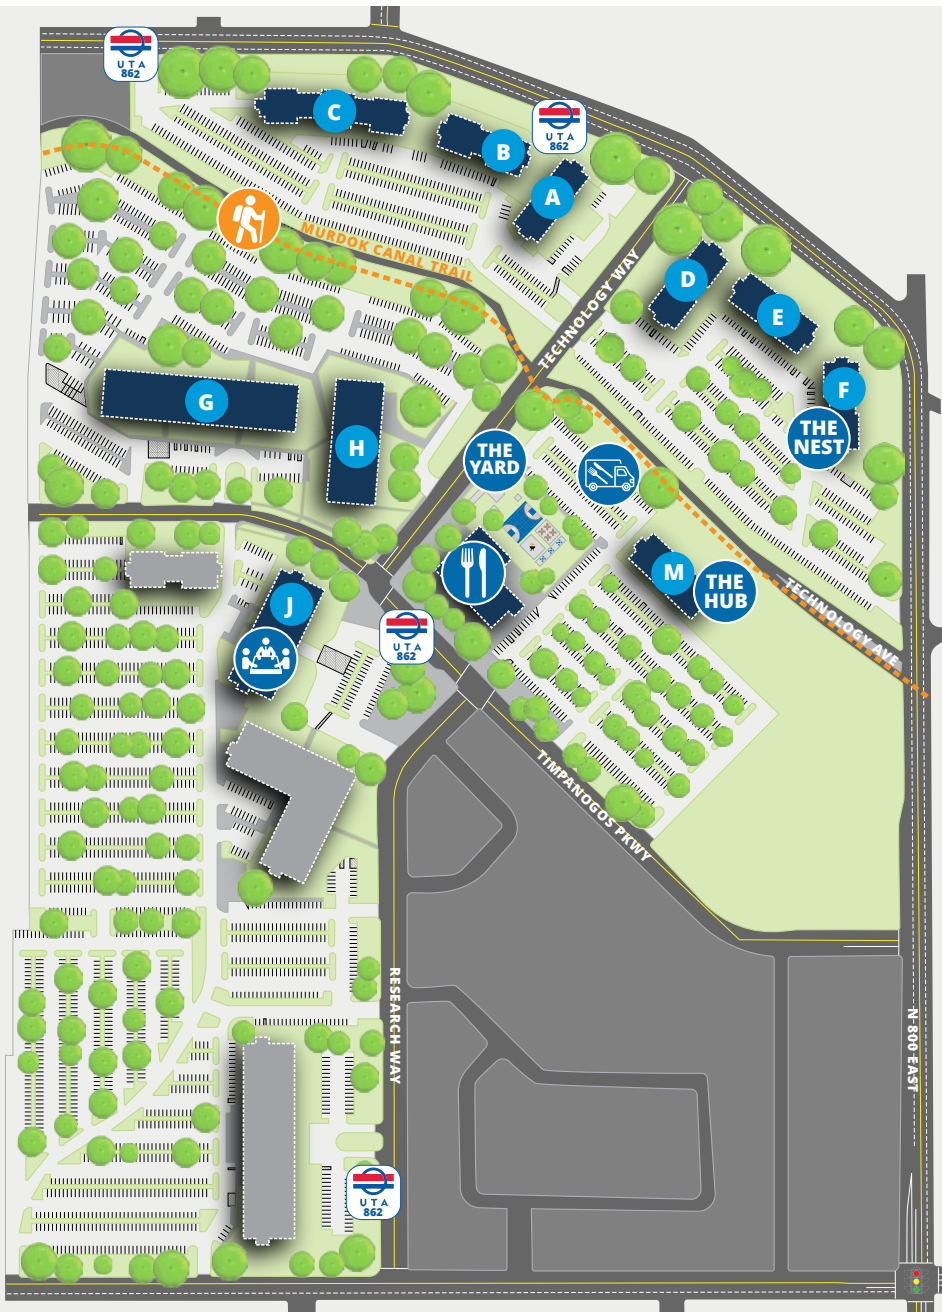 UTA
862
C
B
UTA
862
A
MURDOK CANAL TRAIL
TECHNOLOGY WAY
D
E
F
THE
NEST
G
H
THE
YARD
M
THE
HUB
J
UTA
862
TECHNOLOGY AVE
TIMPANOGOS PKWY
RESEARCH WAY
N 800 EAST
UTA
862